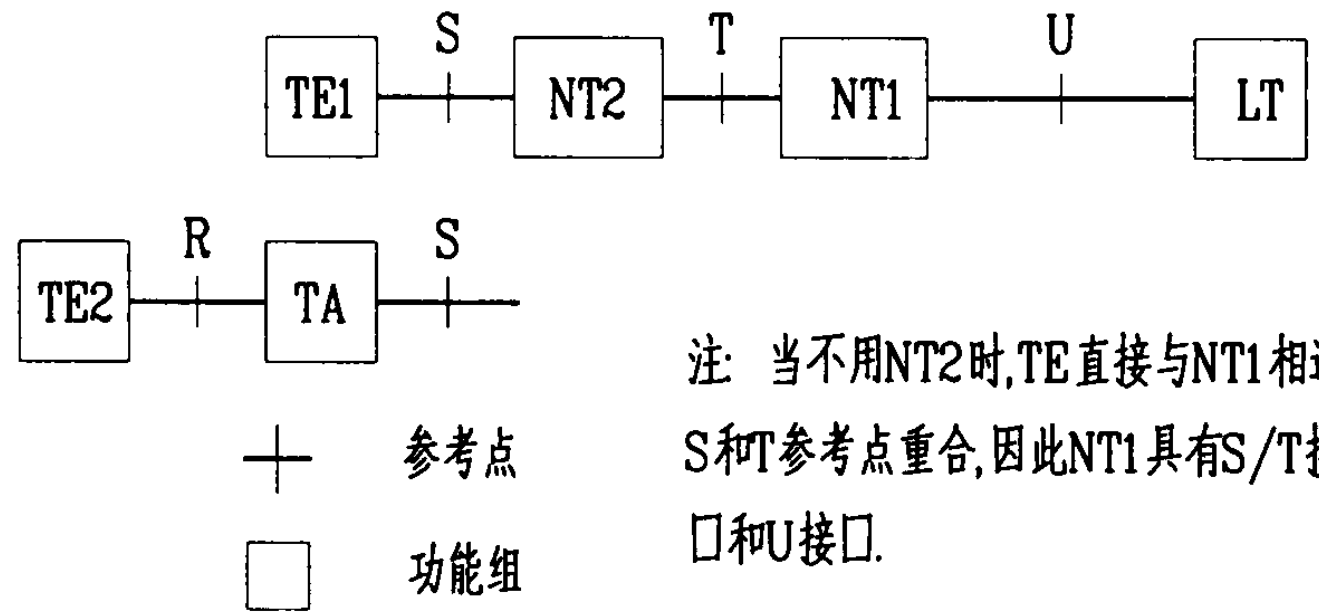 S T U
TE1 NT2 NT1 LT
R S
TE2 TA
注: 当不用NT2时,TE直接与NT1相
参考点 S和T参考点重合,因此NT1具有S/T
口和U接口.
功能组